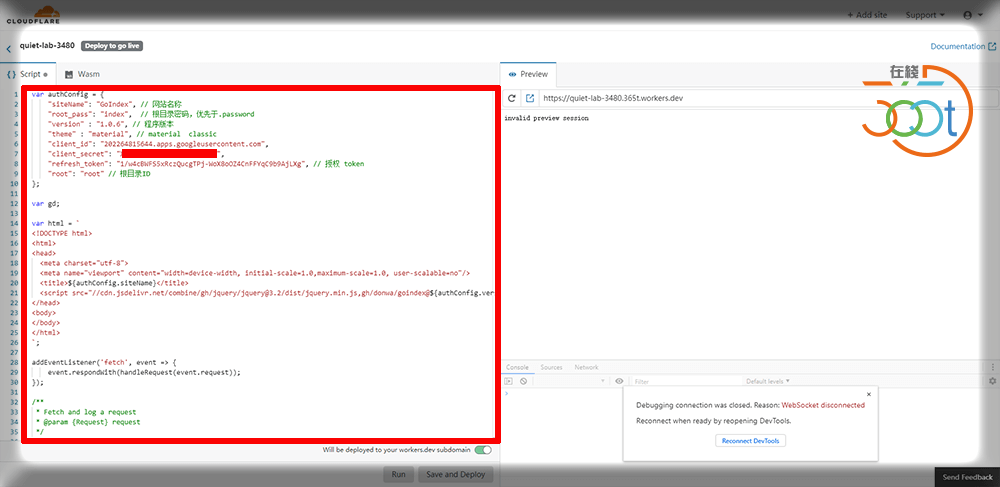 CLOUDFLARE
+ Add site
Support
quiet-lab-3480
Deploy to go live
Documentation
{} Script
Wasm
Preview
在線
https://quiet-lab-3480.365t.workers.dev
invalid preview session
1 var authConfig = {
2 "siteName": "GoIndex", // 网站名称
3 "root_pass": "index", // 根目录密码，优先于.password
4 "version" : "1.0.6", // 程序版本
5 "theme" : "material", // material classic
6 "client_id": "202264815644.apps.googleusercontent.com",
7 "client_secret": "
8 "refresh_token": "1/w4cBWFS5xRczQucgTPj-WoX8oOZ4CnFFYqC9b9AjLXg", // 授权 token
9 "root": "root" // 根目录ID
10 };
11
12 var gd;
13
14 var html = `
15 <!DOCTYPE html>
16 <html>
17 <head>
18 <meta charset="utf-8">
19 <meta name="viewport" content="width=device-width, initial-scale=1.0,maximum-scale=1.0, user-scalable=no"/>
20 <title>${authConfig.siteName}</title>
21 <script src="//cdn.jsdelivr.net/combine/gh/jquery/jquery@3.2/dist/jquery.min.js,gh/donwa/goindex@${authConfig.ver
22 </head>
23 <body>
24 </body>
25 </html>
26 `;
27
28 addEventListener('fetch', event => {
29 event.respondWith(handleRequest(event.request));
30 });
31
32 /**
33 * Fetch and log a request
34 * @param {Request} request
35 */
Console
Sources
Network
Filter
Default levels
Debugging connection was closed. Reason: WebSocket disconnected
Reconnect when ready by reopening DevTools.
Reconnect DevTools
Will be deployed to your workers.dev subdomain
Run
Save and Deploy
Send Feedback